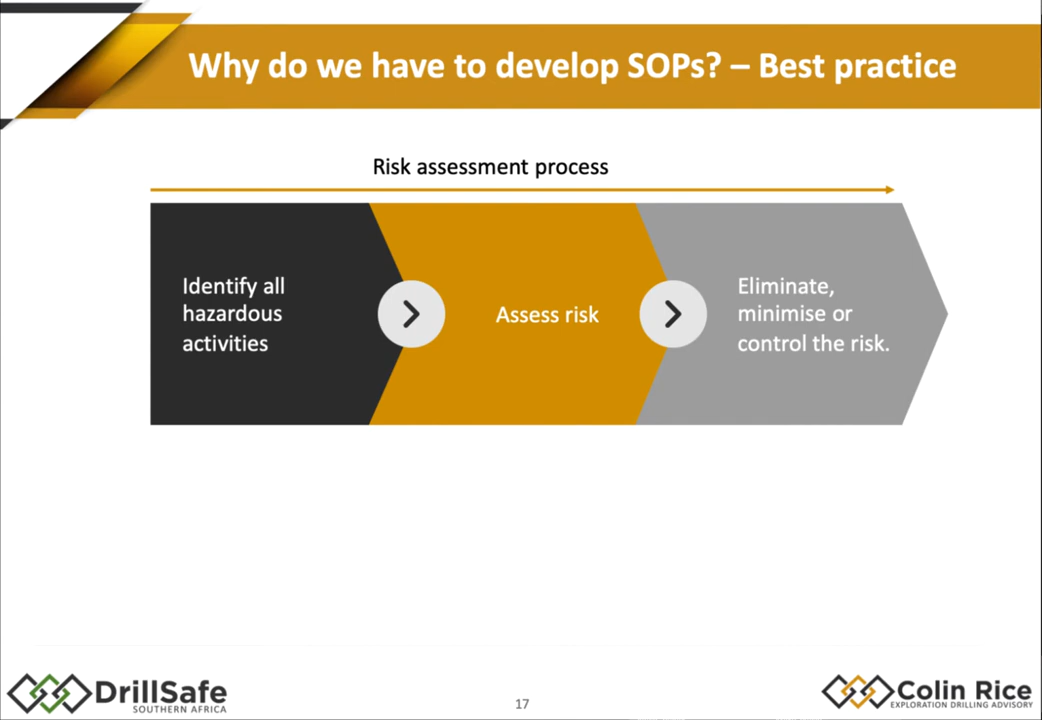 Why do we have to develop SOPs? – Best practice
Risk assessment process
Identify all
hazardous
activities
Assess risk
Eliminate,
minimise or
control the risk.
DrillSafe
SOUTHERN AFRICA
17
Colin Rice
EXPLORATION DRILLING ADVISORY